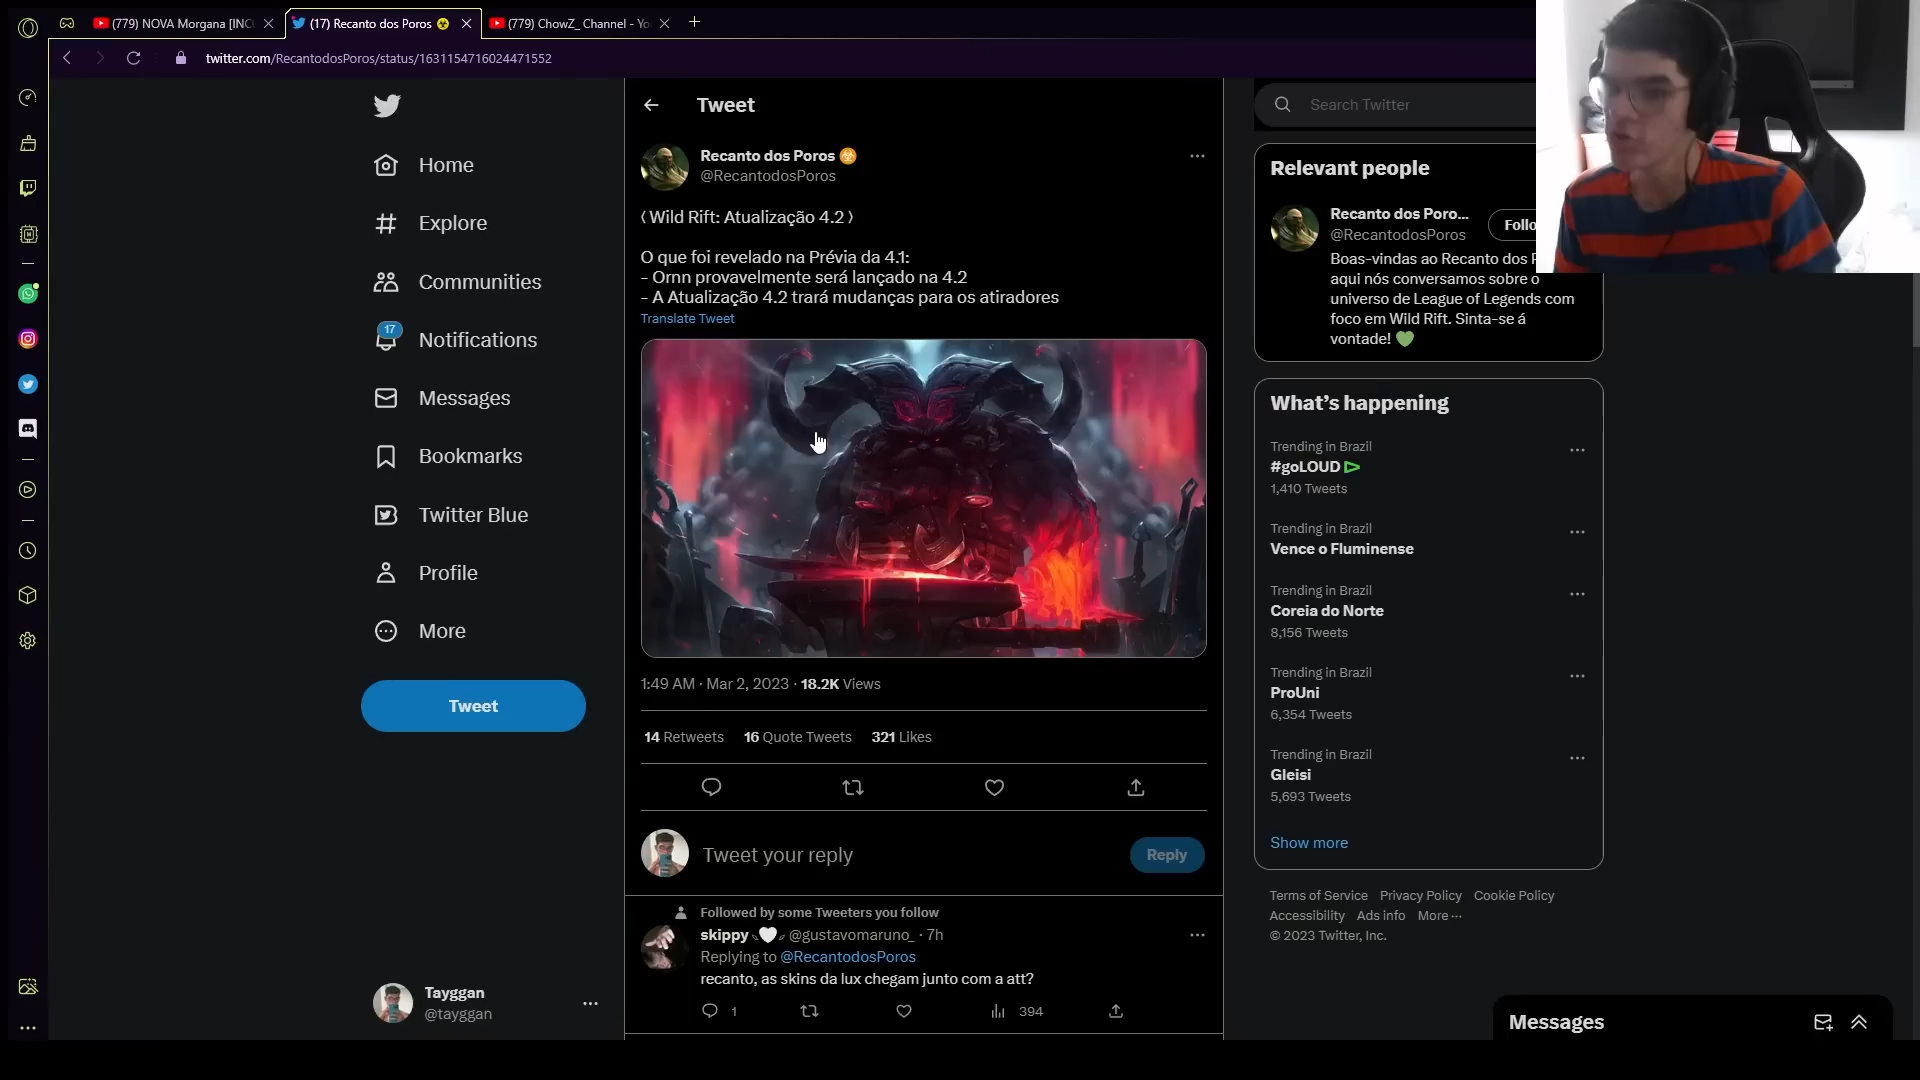 (779) NOVA Morgana [INC
(17) Recanto dos Poros
(779) ChowZ_ Channel - Yo
twitter.com/RecantodosPoros/status/1631154716024471552
Home
Explore
Communities
17
Notifications
Messages
Bookmarks
Twitter Blue
Profile
More
Tweet
Tayggan
@tayggan
Tweet
Recanto dos Poros
@RecantodosPoros
⟨ Wild Rift: Atualização 4.2 ⟩
O que foi revelado na Prévia da 4.1:
- Ornn provavelmente será lançado na 4.2
- A Atualização 4.2 trará mudanças para os atiradores
Translate Tweet
1:49 AM · Mar 2, 2023 · 18.2K Views
14 Retweets 16 Quote Tweets 321 Likes
Tweet your reply
Reply
Followed by some Tweeters you follow
skippy @gustavomaruno_ · 7h
Replying to @RecantodosPoros
recanto, as skins da lux chegam junto com a att?
1
394
Search Twitter
Relevant people
Recanto dos Poro...
Follo
@RecantodosPoros
Boas-vindas ao Recanto dos
aqui nós conversamos sobre o
universo de League of Legends com
foco em Wild Rift. Sinta-se á
vontade!
What's happening
Trending in Brazil
#goLOUD
1,410 Tweets
Trending in Brazil
Vence o Fluminense
Trending in Brazil
Coreia do Norte
8,156 Tweets
Trending in Brazil
ProUni
6,354 Tweets
Trending in Brazil
Gleisi
5,693 Tweets
Show more
Terms of Service Privacy Policy Cookie Policy
Accessibility Ads info More ···
© 2023 Twitter, Inc.
Messages